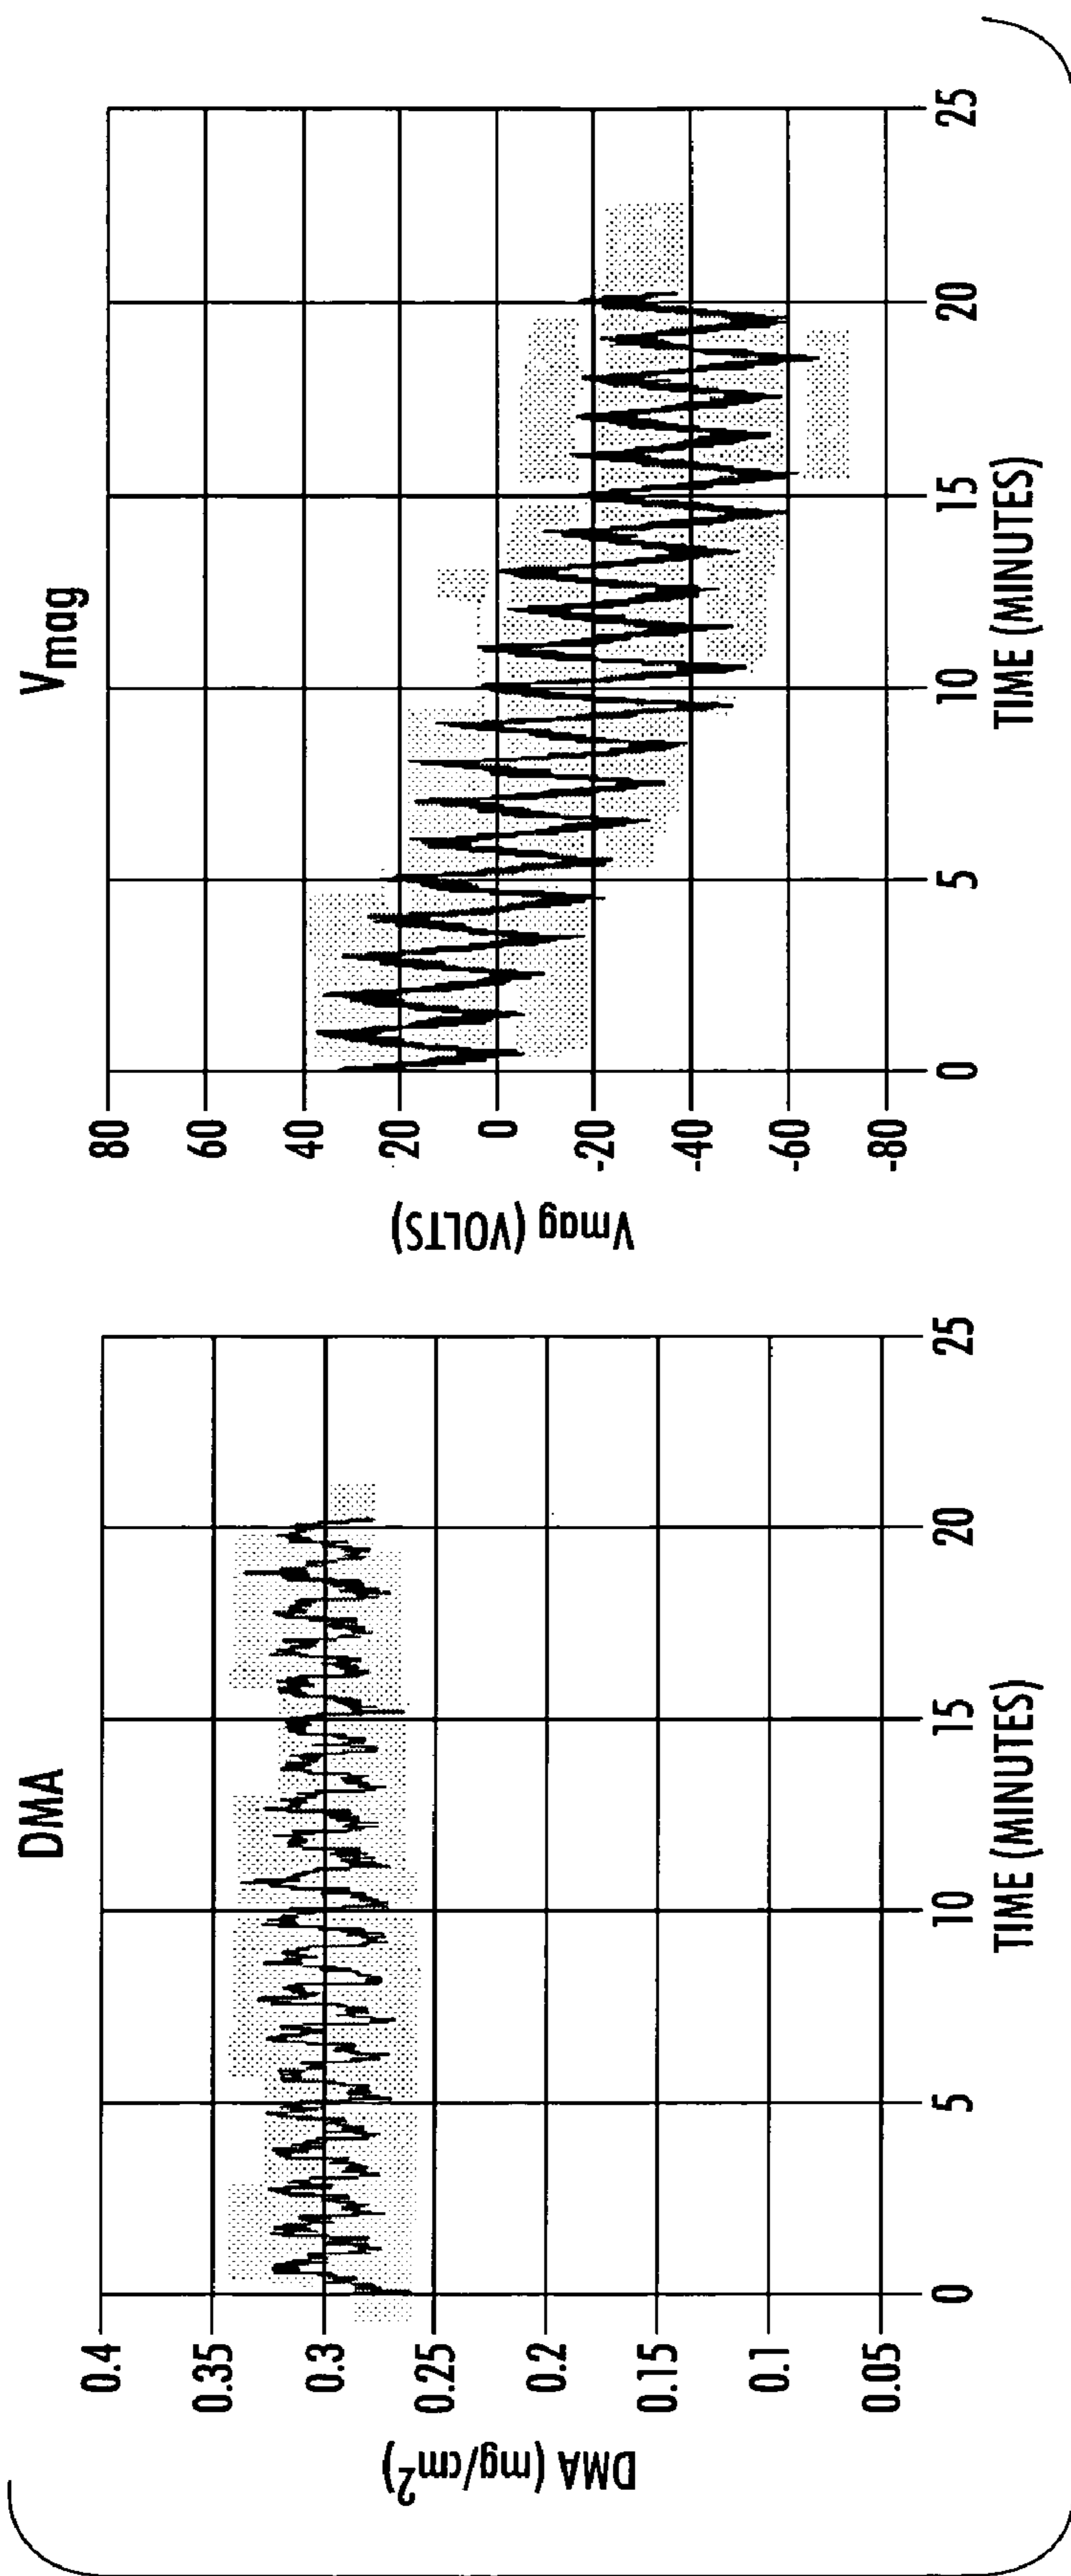 DMA
0.4
0.35
0.3
0.25
0.2
0.15
0.1
0.05
DMA (mg/cm²)
0 5 10 15 20 25
TIME (MINUTES)
Vmag
80
60
40
20
0
-20
-40
-60
-80
Vmag (VOLTS)
0 5 10 15 20 25
TIME (MINUTES)